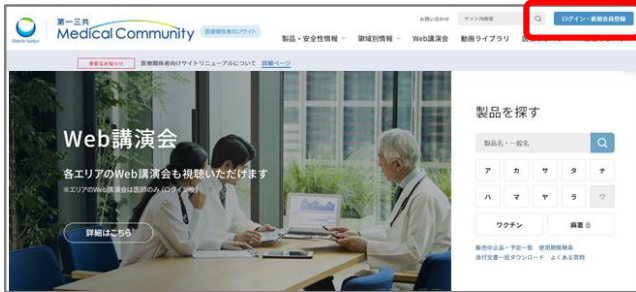 Daiichi-Sankyo
第一三共
Medical Community
医療関係者向けサイト
お問い合わせ
サイト内検索
ログイン・新規会員登録
製品・安全性情報
領域別情報
Web講演会
動画ライブラリ
重要なお知らせ
医療関係者向けサイトリニューアルについて 詳細ページ
Web講演会
各エリアのWeb講演会も視聴いただけます
※エリアのWeb講演会は医師のみ(ログイン後)
詳細はこちら
製品を探す
製品名・一般名
ア カ サ タ ナ
ハ マ ヤ ラ ワ
ワクチン 麻薬
販売中止品・予定一覧 使用期限検索
添付文書一括ダウンロード よくある質問